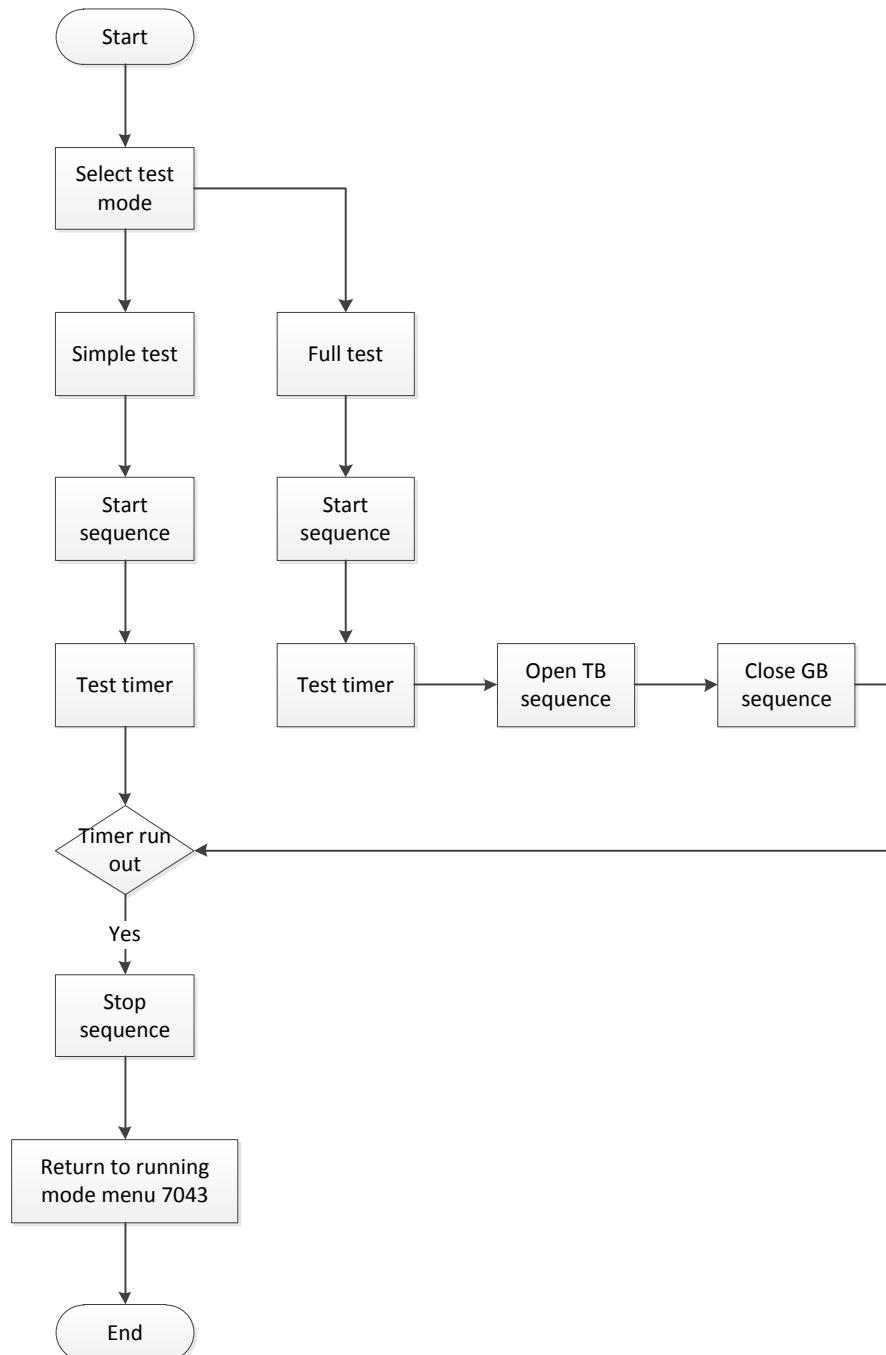 Start
Select test
mode
Simple test
Full test
Start
sequence
Start
sequence
Test timer
Test timer
Open TB
sequence
Close GB
sequence
Timer run
out
Yes
Stop
sequence
Return to running
mode menu 7043
End